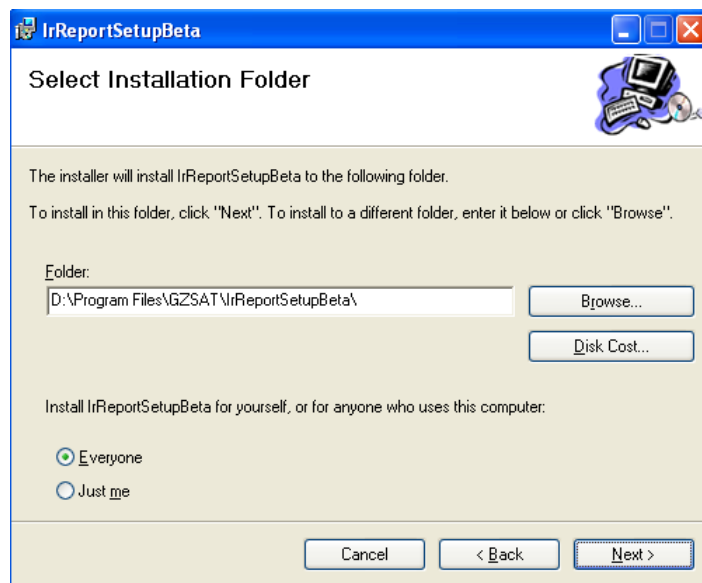 IrReportSetupBeta
Select Installation Folder
The installer will install IrReportSetupBeta to the following folder.
To install in this folder, click "Next". To install to a different folder, enter it below or click "Browse".
Folder:
D:\Program Files\GZSAT\IrReportSetupBeta\
Browse...
Disk Cost...
Install IrReportSetupBeta for yourself, or for anyone who uses this computer:
Everyone
Just me
Cancel
< Back
Next >